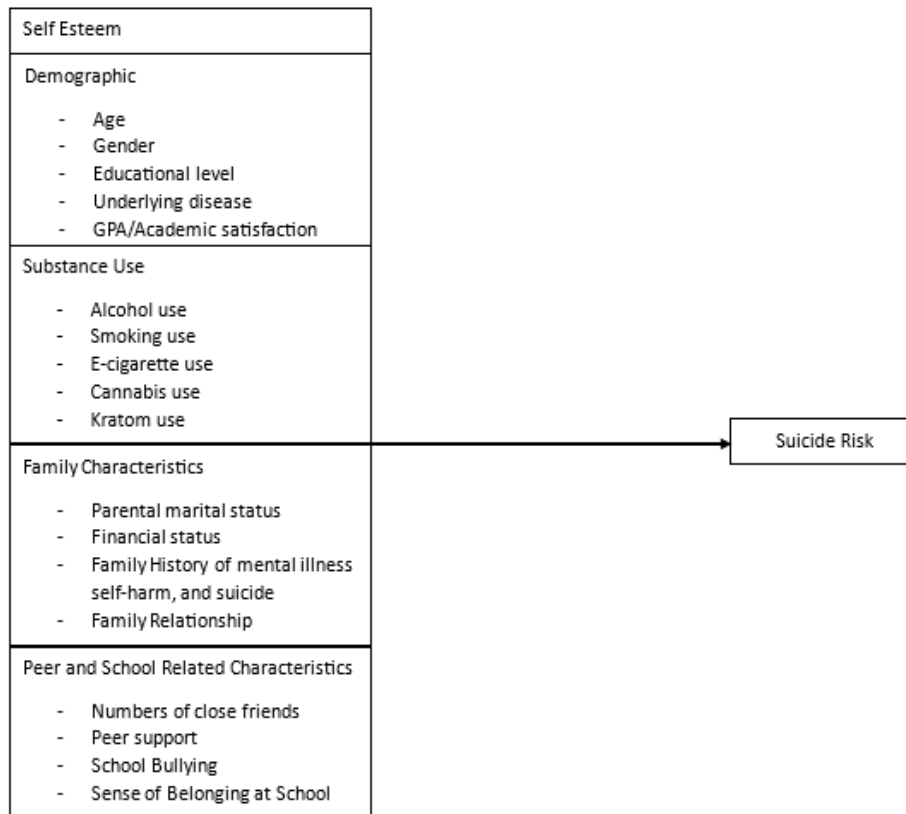 Self Esteem
Demographic
- Age
- Gender
- Educational level
- Underlying disease
- GPA/Academic satisfaction
Substance Use
- Alcohol use
- Smoking use
- E-cigarette use
- Cannabis use
- Kratom use
Suicide Risk
Family Characteristics
- Parental marital status
- Financial status
- Family History of mental illness
self-harm, and suicide
- Family Relationship
Peer and School Related Characteristics
- Numbers of close friends
- Peer support
- School Bullying
- Sense of Belonging at School